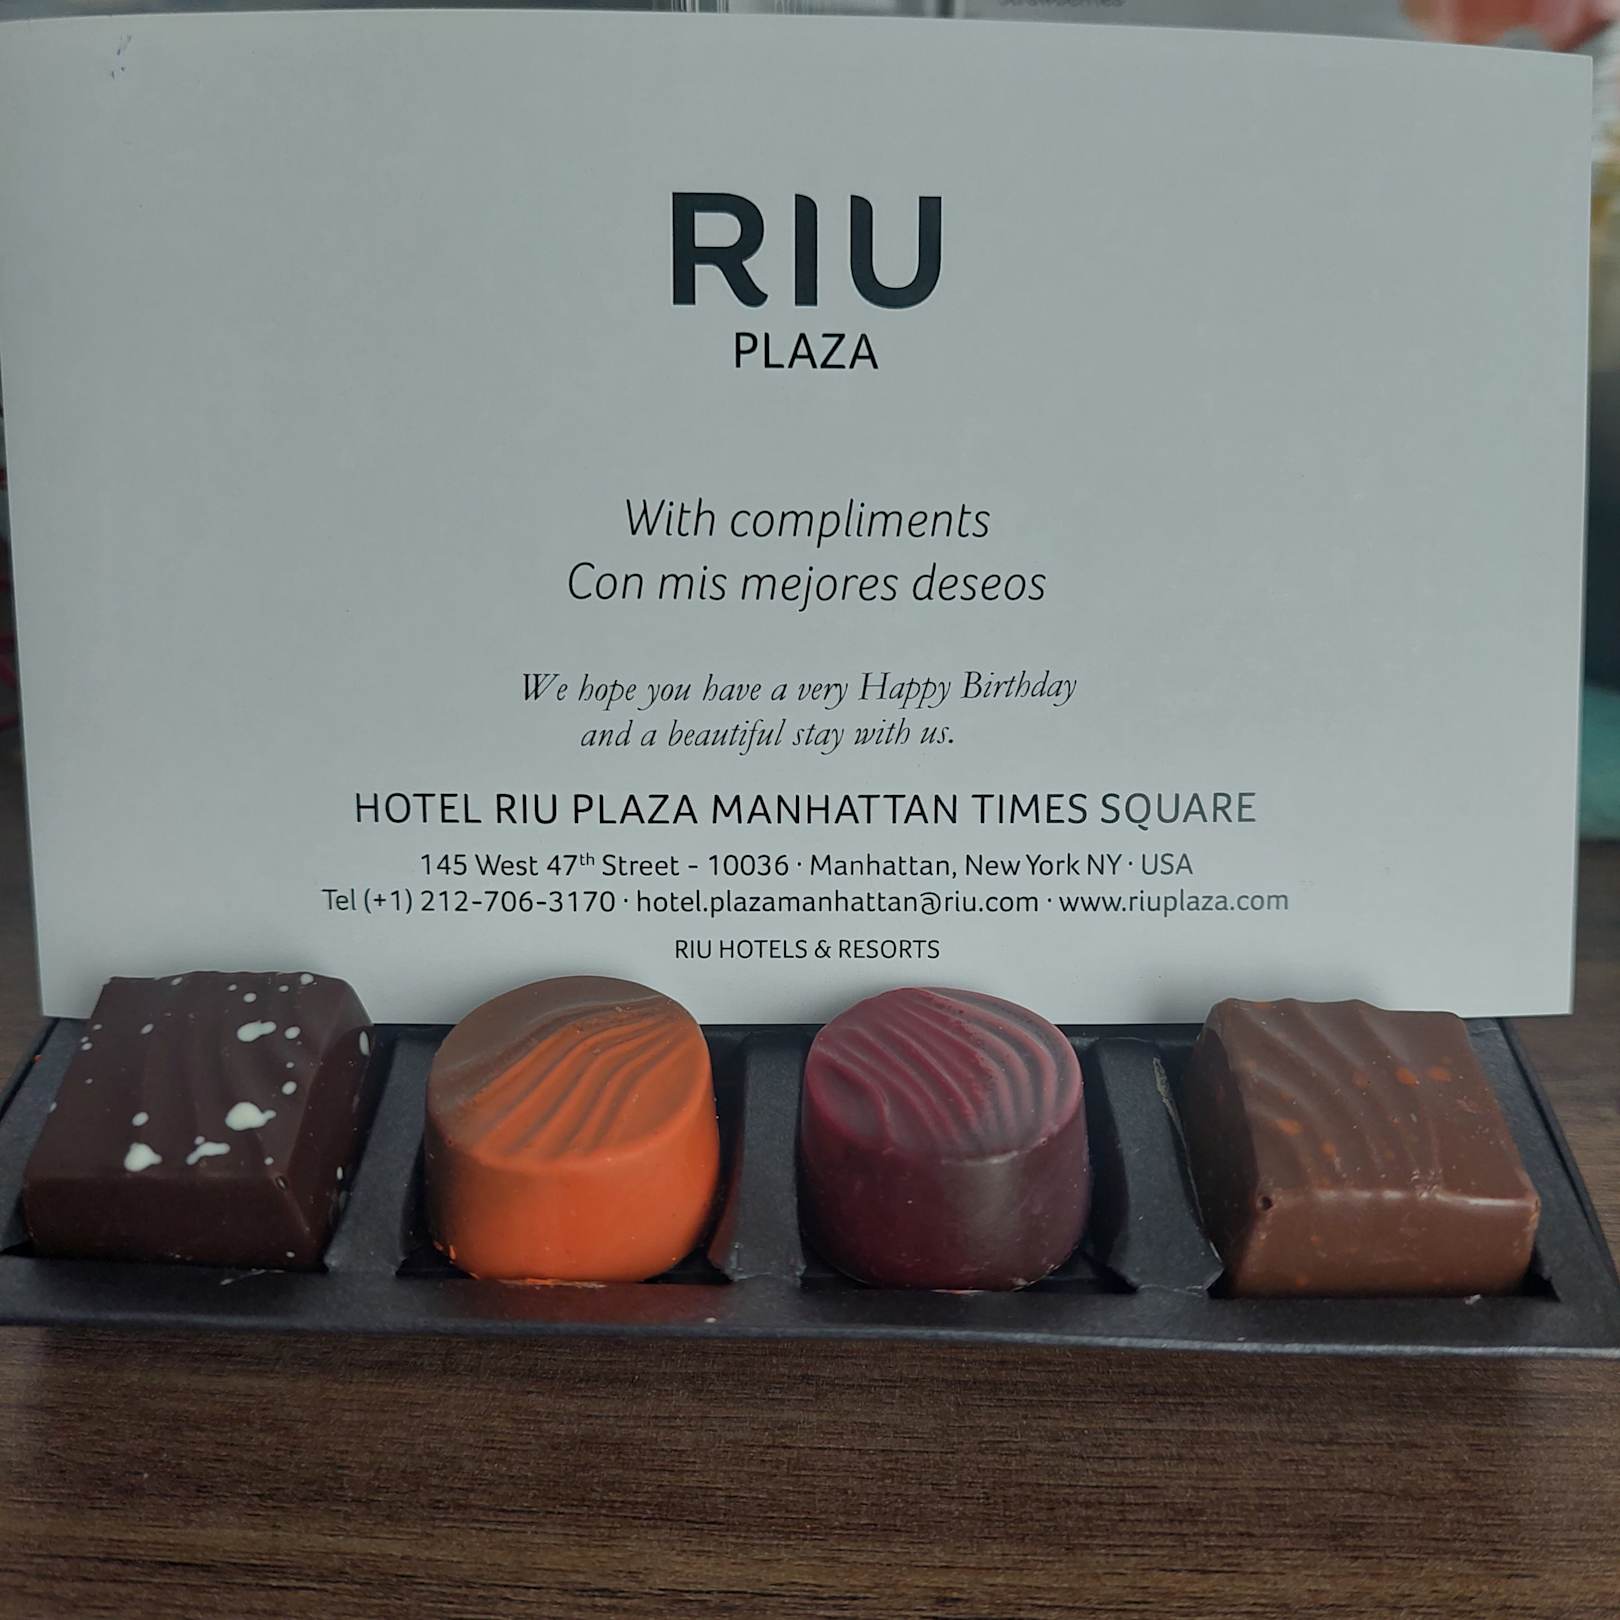 RIU
PLAZA
With compliments
Con mis mejores deseos
We hope you have a very Happy Birthday
and a beautiful stay with us.
HOTEL RIU PLAZA MANHATTAN TIMES SQUARE
145 West 47th Street - 10036 · Manhattan, New York NY · USA
Tel (+1) 212-706-3170 · hotel.plazamanhattan@riu.com · www.riuplaza.com
RIU HOTELS & RESORTS